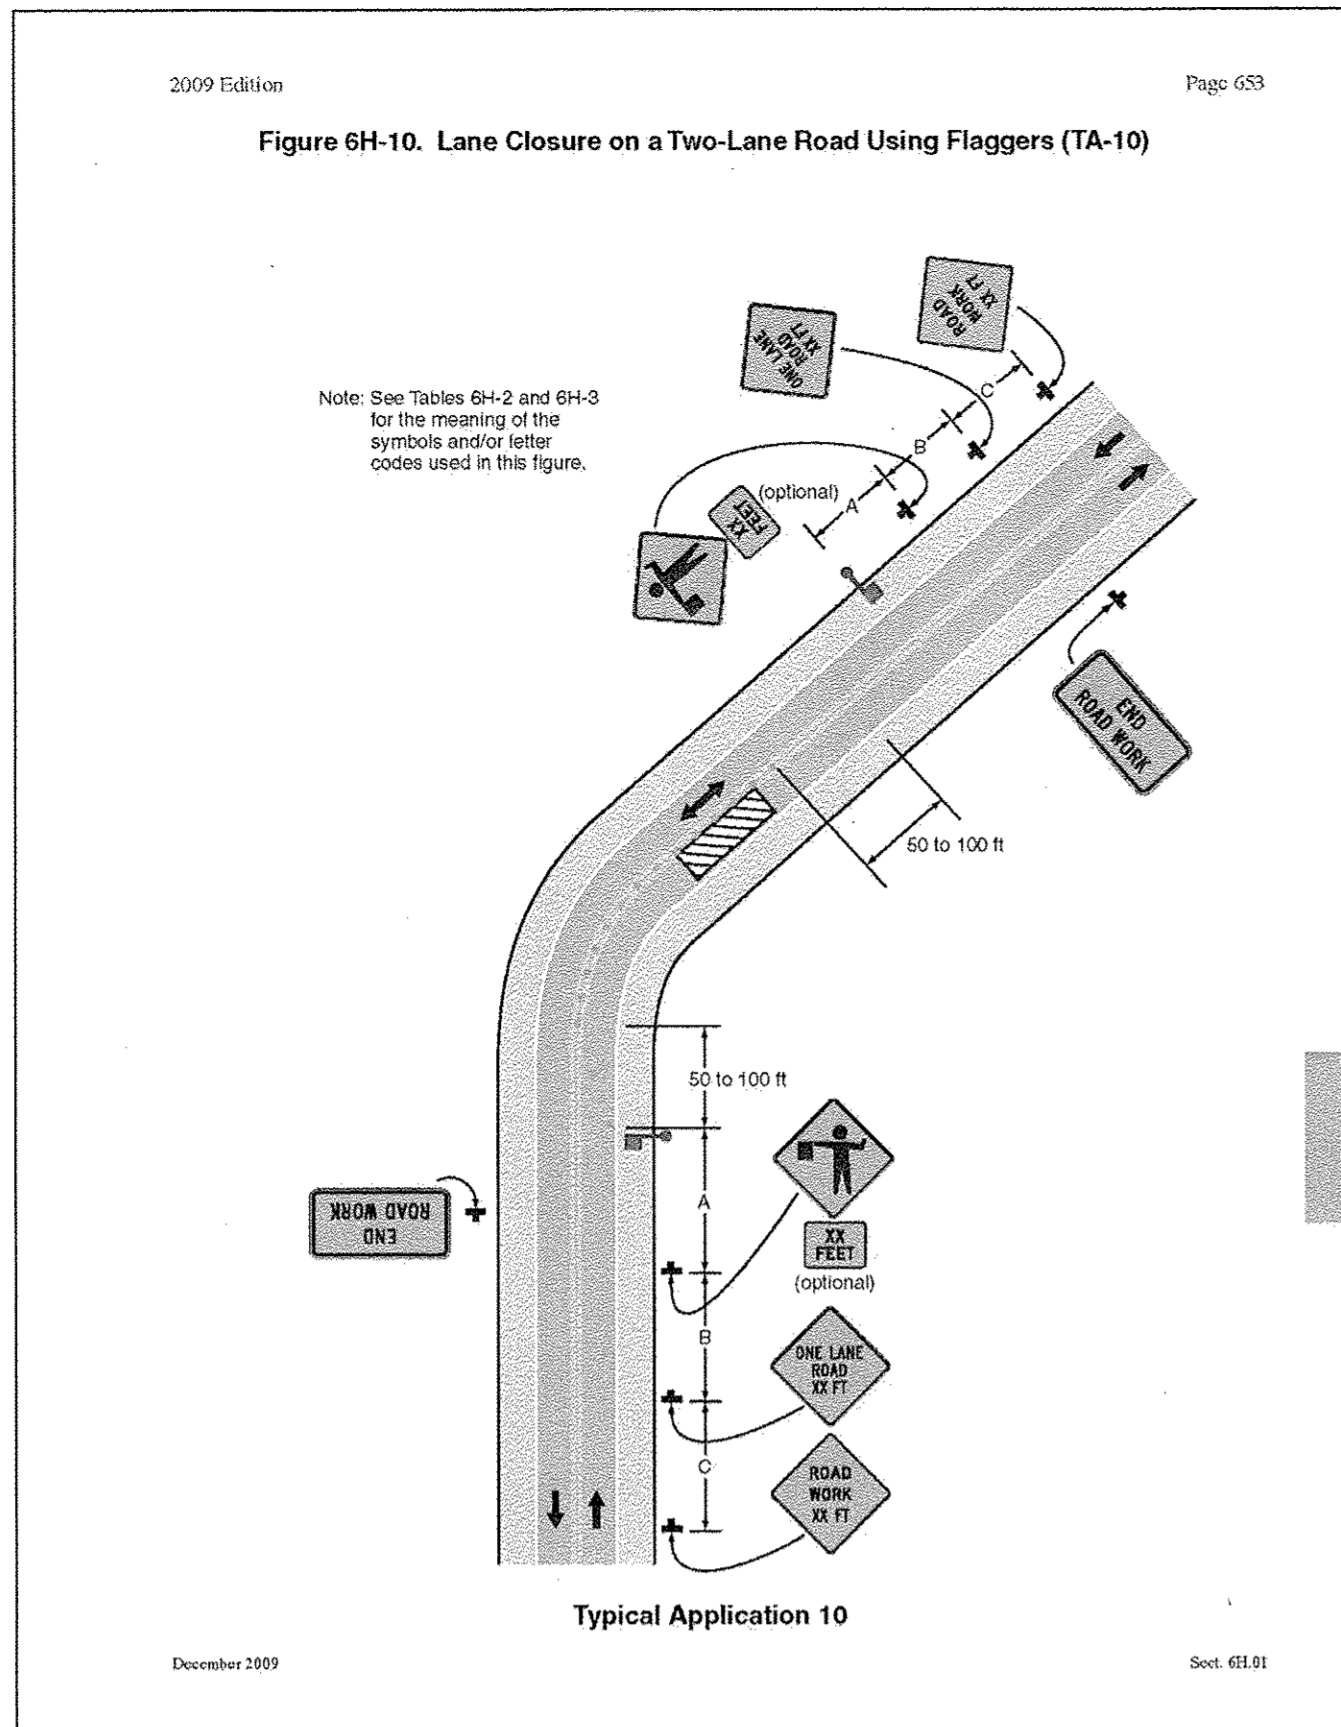 2009 Edition
Page 653
Figure 6H-10. Lane Closure on a Two-Lane Road Using Flaggers (TA-10)
ROAD
WORK
XX FT
ONE LANE
ROAD
XX FT
Note: See Tables 6H-2 and 6H-3
for the meaning of the
symbols and/or letter
codes used in this figure.
C
B
A
(optional)
XX
FEET
END
ROAD WORK
50 to 100 ft
50 to 100 ft
A
XX
FEET
(optional)
END
ROAD WORK
B
ONE LANE
ROAD
XX FT
C
ROAD
WORK
XX FT
Typical Application 10
December 2009
Sect. 6H.01